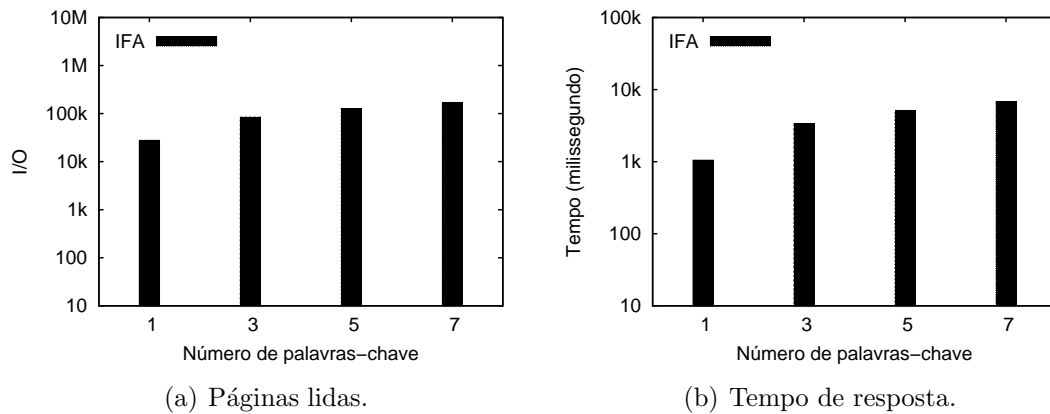 10M
1M
100k
10k
1k
100
10
I/O
IFA
1 3 5 7
Número de palavras−chave
(a) Páginas lidas.
100k
10k
1k
100
10
Tempo (milissegundo)
IFA
1 3 5 7
Número de palavras−chave
(b) Tempo de resposta.